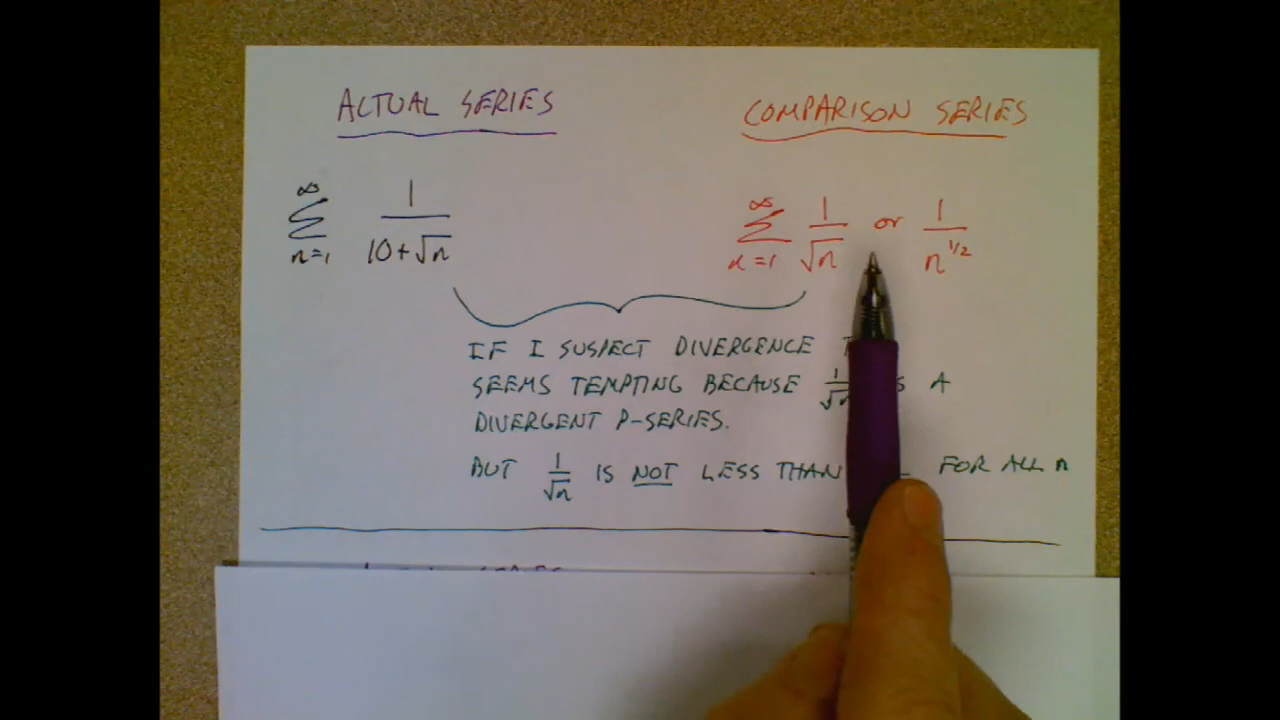 ACTUAL SERIES
COMPARISON SERIES
∞ Σ n=1 1/(10+√n)
∞ Σ n=1 1/√n or 1/n^1/2
IF I SUSPECT DIVERGENCE
SEEMS TEMPTING BECAUSE 1/√n A
DIVERGENT P-SERIES.
BUT 1/√n IS NOT LESS THAN FOR ALL n